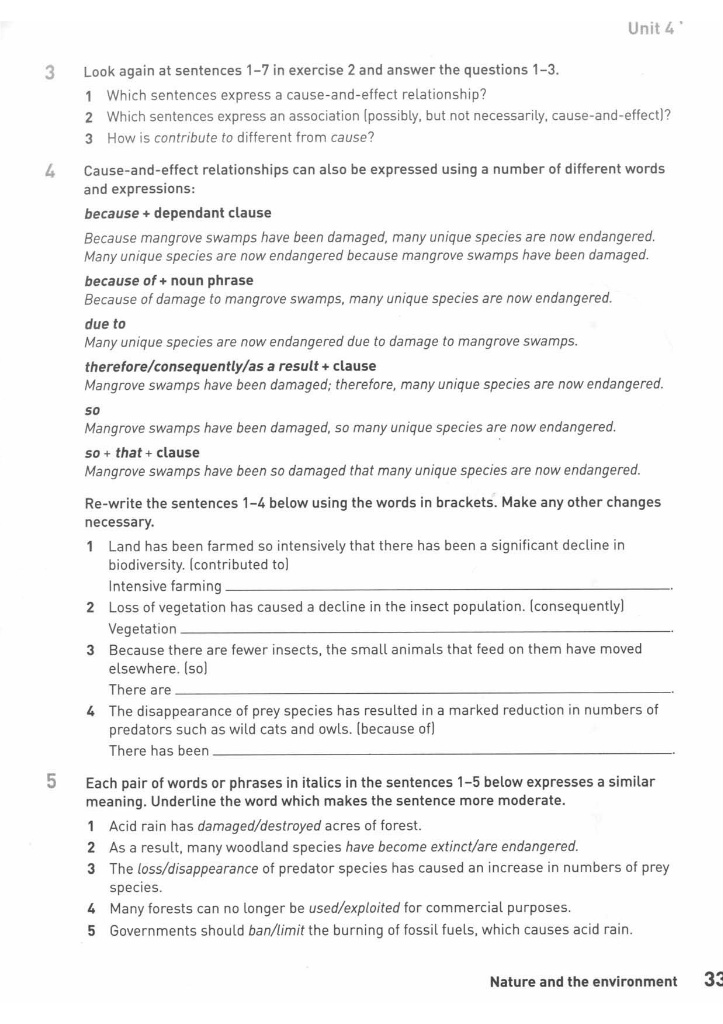 Unit 4
3 Look again at sentences 1–7 in exercise 2 and answer the questions 1–3.
1 Which sentences express a cause-and-effect relationship?
2 Which sentences express an association (possibly, but not necessarily, cause-and-effect)?
3 How is contribute to different from cause?
4 Cause-and-effect relationships can also be expressed using a number of different words
and expressions:
because + dependant clause
Because mangrove swamps have been damaged, many unique species are now endangered.
Many unique species are now endangered because mangrove swamps have been damaged.
because of + noun phrase
Because of damage to mangrove swamps, many unique species are now endangered.
due to
Many unique species are now endangered due to damage to mangrove swamps.
therefore/consequently/as a result + clause
Mangrove swamps have been damaged; therefore, many unique species are now endangered.
so
Mangrove swamps have been damaged, so many unique species are now endangered.
so + that + clause
Mangrove swamps have been so damaged that many unique species are now endangered.
Re-write the sentences 1–4 below using the words in brackets. Make any other changes
necessary.
1 Land has been farmed so intensively that there has been a significant decline in
biodiversity. (contributed to)
Intensive farming ____.
2 Loss of vegetation has caused a decline in the insect population. (consequently)
Vegetation ____.
3 Because there are fewer insects, the small animals that feed on them have moved
elsewhere. (so)
There are ____.
4 The disappearance of prey species has resulted in a marked reduction in numbers of
predators such as wild cats and owls. (because of)
There has been ____.
5 Each pair of words or phrases in italics in the sentences 1–5 below expresses a similar
meaning. Underline the word which makes the sentence more moderate.
1 Acid rain has damaged/destroyed acres of forest.
2 As a result, many woodland species have become extinct/are endangered.
3 The loss/disappearance of predator species has caused an increase in numbers of prey
species.
4 Many forests can no longer be used/exploited for commercial purposes.
5 Governments should ban/limit the burning of fossil fuels, which causes acid rain.
Nature and the environment 33